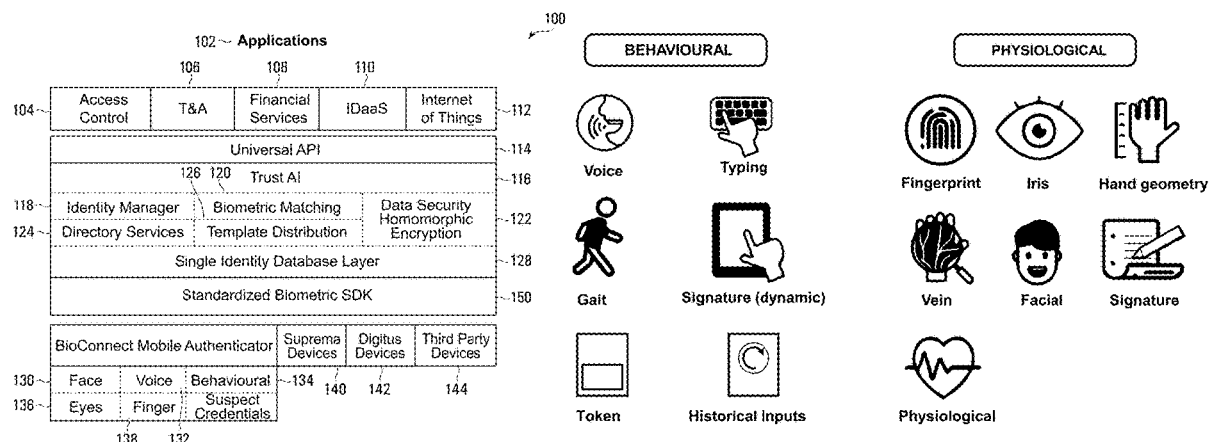 100
102 Applications
106
108
110
104
Access
Control
T&A
Financial
Services
IDaaS
Internet
of Things
112
Universal API
114
Trust AI
116
126
120
118
Identity Manager
Biometric Matching
Data Security
Homomorphic
Encryption
122
124
Directory Services
Template Distribution
Single Identity Database Layer
128
Standardized Biometric SDK
150
BioConnect Mobile Authenticator
Suprema
Devices
Digitus
Devices
Third Party
Devices
130
Face
Voice
Behavioural
134
140
142
144
136
Eyes
Finger
Suspect
Credentials
138
132
BEHAVIOURAL
Voice
Typing
Gait
Signature (dynamic)
Token
Historical Inputs
PHYSIOLOGICAL
Fingerprint
Iris
Hand geometry
Vein
Facial
Signature
Physiological